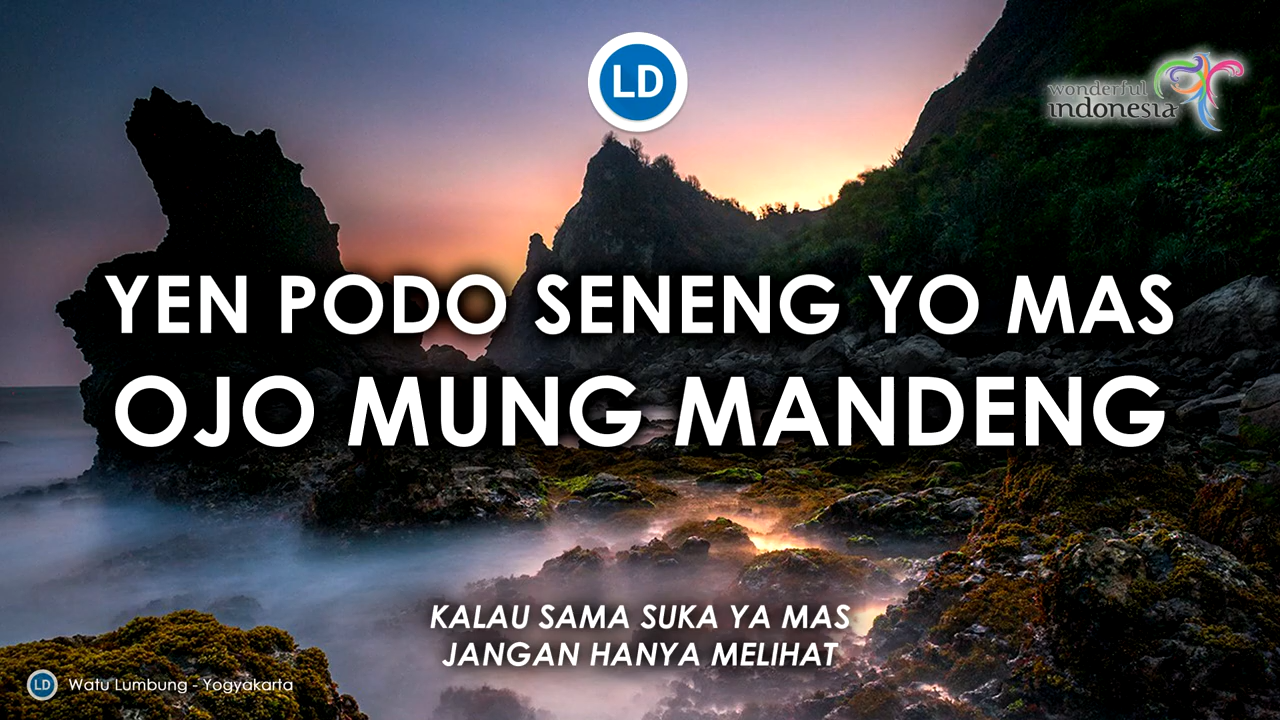 LD
wonderful
indonesia
YEN PODO SENENG YO MAS
OJO MUNG MANDENG
KALAU SAMA SUKA YA MAS
JANGAN HANYA MELIHAT
LD Watu Lumbung - Yogyakarta